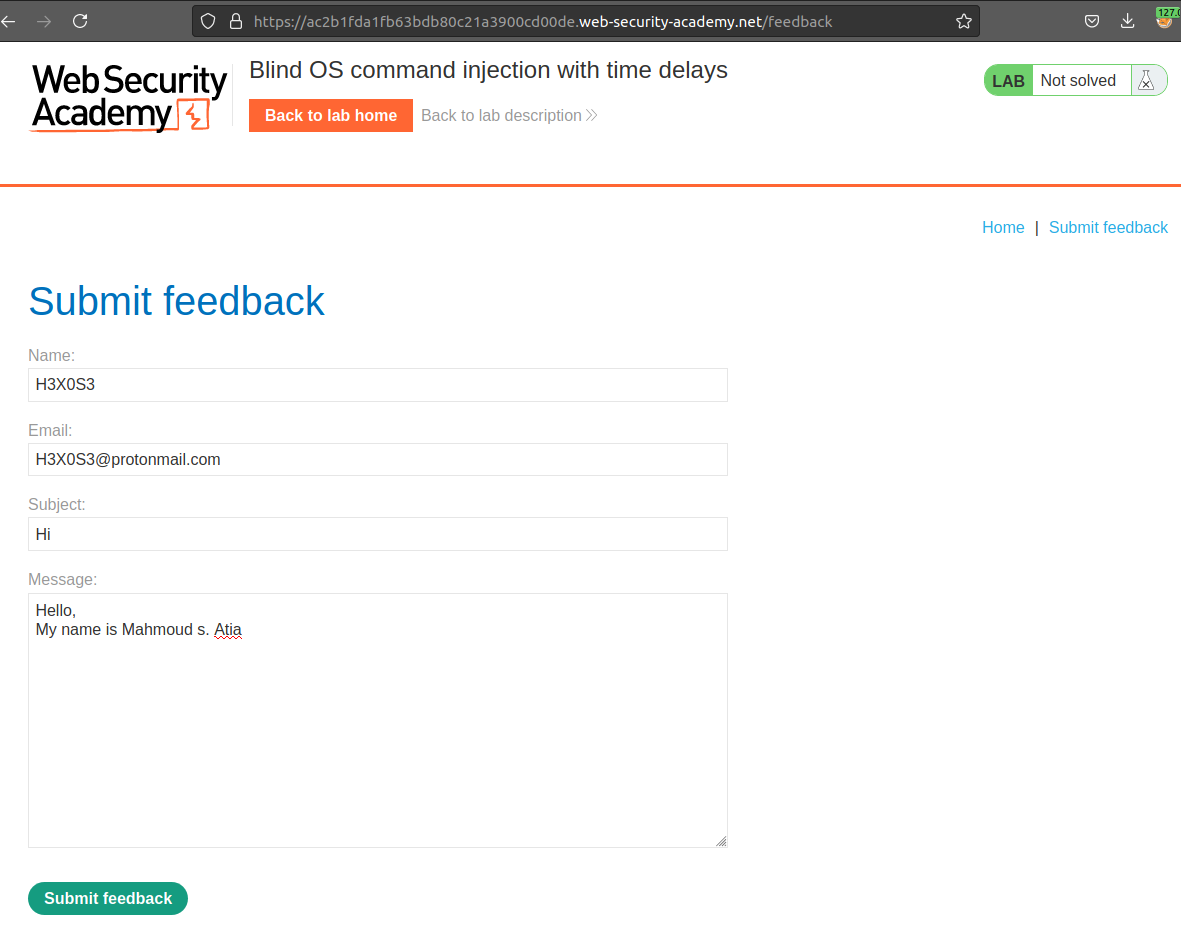 https://ac2b1fda1fb63bdb80c21a3900cd00de.web-security-academy.net/feedback
127.0
Web Security
Academy
Blind OS command injection with time delays
Back to lab home Back to lab description
LAB Not solved
Home | Submit feedback
Submit feedback
Name:
H3X0S3
Email:
H3X0S3@protonmail.com
Subject:
Hi
Message:
Hello,
My name is Mahmoud s. Atia
Submit feedback